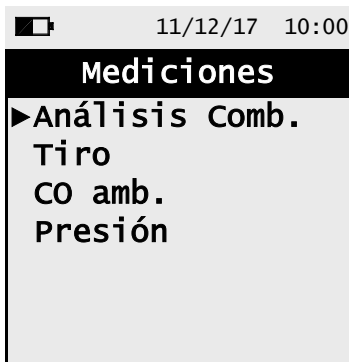 11/12/17 10:00
Mediciones
Análisis Comb.
Tiro
CO amb.
Presión